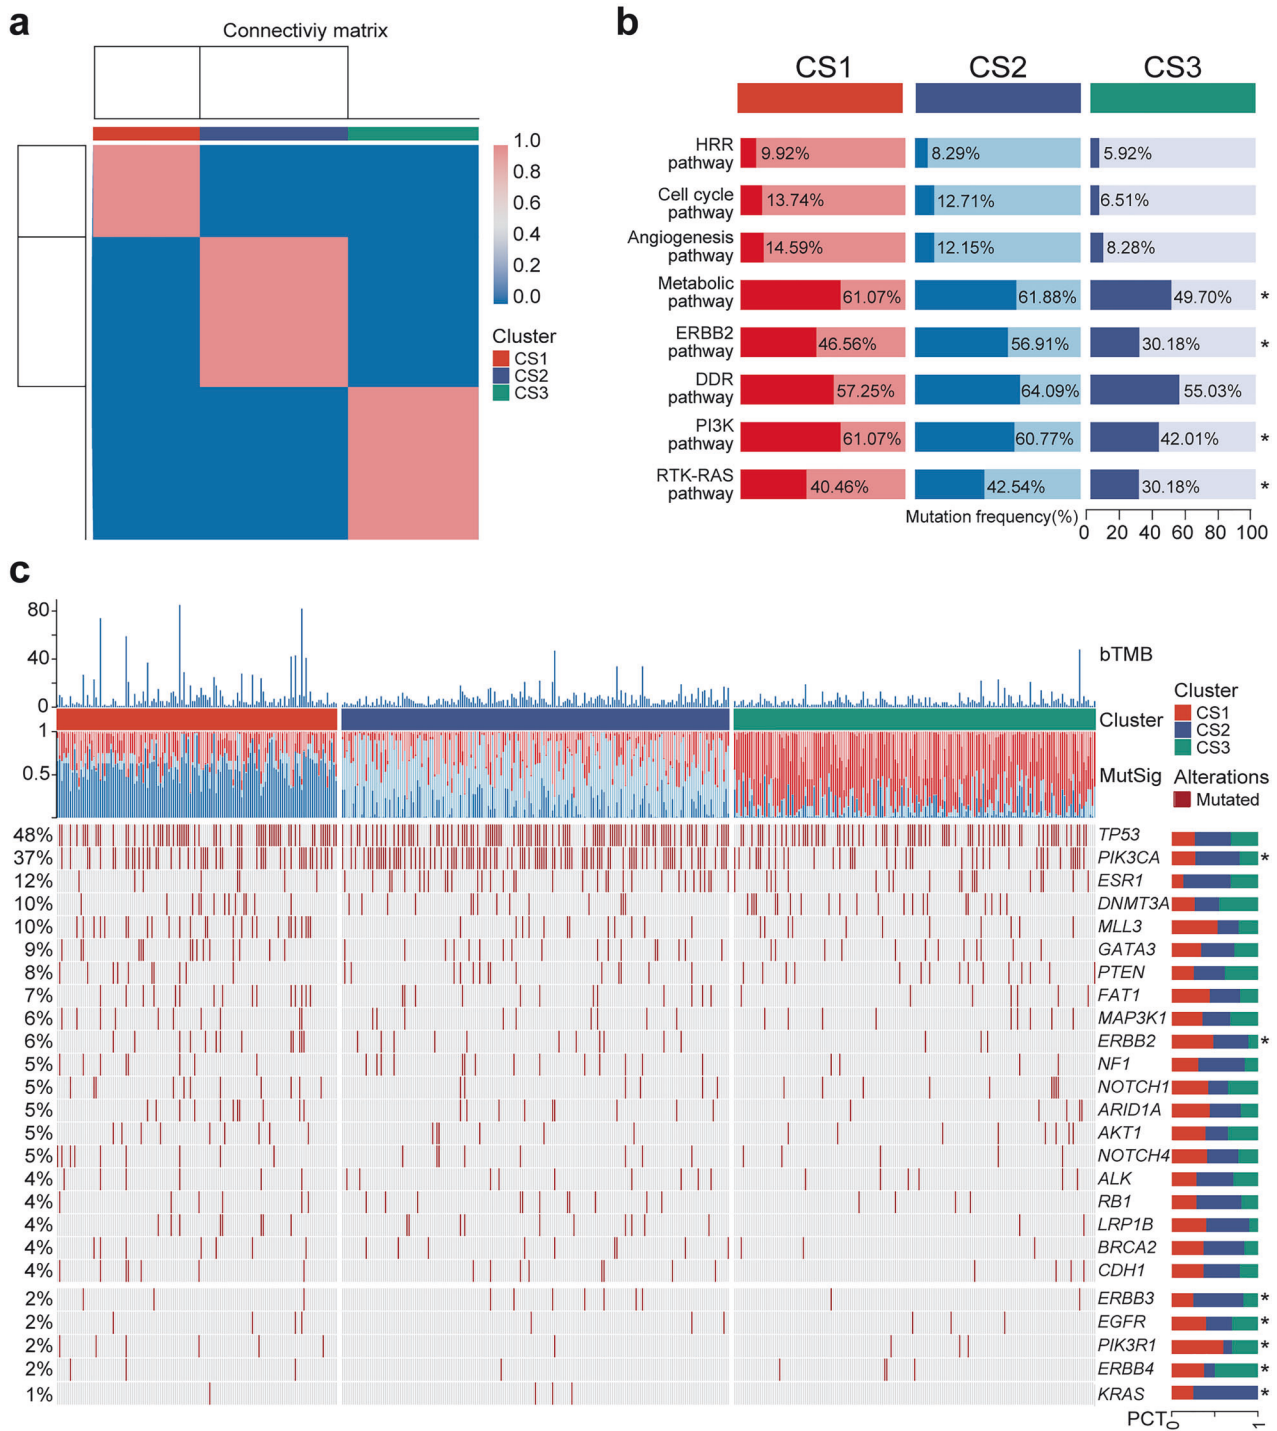 a
Connectiviy matrix
1.0
0.8
0.6
0.4
0.2
0.0
Cluster
CS1
CS2
CS3
b
CS1 CS2 CS3
HRR
pathway
9.92% 8.29% 5.92%
Cell cycle
pathway
13.74% 12.71% 6.51%
Angiogenesis
pathway
14.59% 12.15% 8.28%
Metabolic
pathway
61.07% 61.88% 49.70% *
ERBB2
pathway
46.56% 56.91% 30.18% *
DDR
pathway
57.25% 64.09% 55.03%
PI3K
pathway
61.07% 60.77% 42.01% *
RTK-RAS
pathway
40.46% 42.54% 30.18% *
Mutation frequency(%)
0 20 40 60 80 100
c
80
40
0
bTMB
Cluster
1
0.5
MutSig
Cluster
CS1
CS2
CS3
Alterations
Mutated
48% TP53
37% PIK3CA *
12% ESR1
10% DNMT3A
10% MLL3
9% GATA3
8% PTEN
7% FAT1
6% MAP3K1
6% ERBB2 *
5% NF1
5% NOTCH1
5% ARID1A
5% AKT1
5% NOTCH4
4% ALK
4% RB1
4% LRP1B
4% BRCA2
4% CDH1
2% ERBB3 *
2% EGFR *
2% PIK3R1 *
2% ERBB4 *
1% KRAS *
PCT 0 1